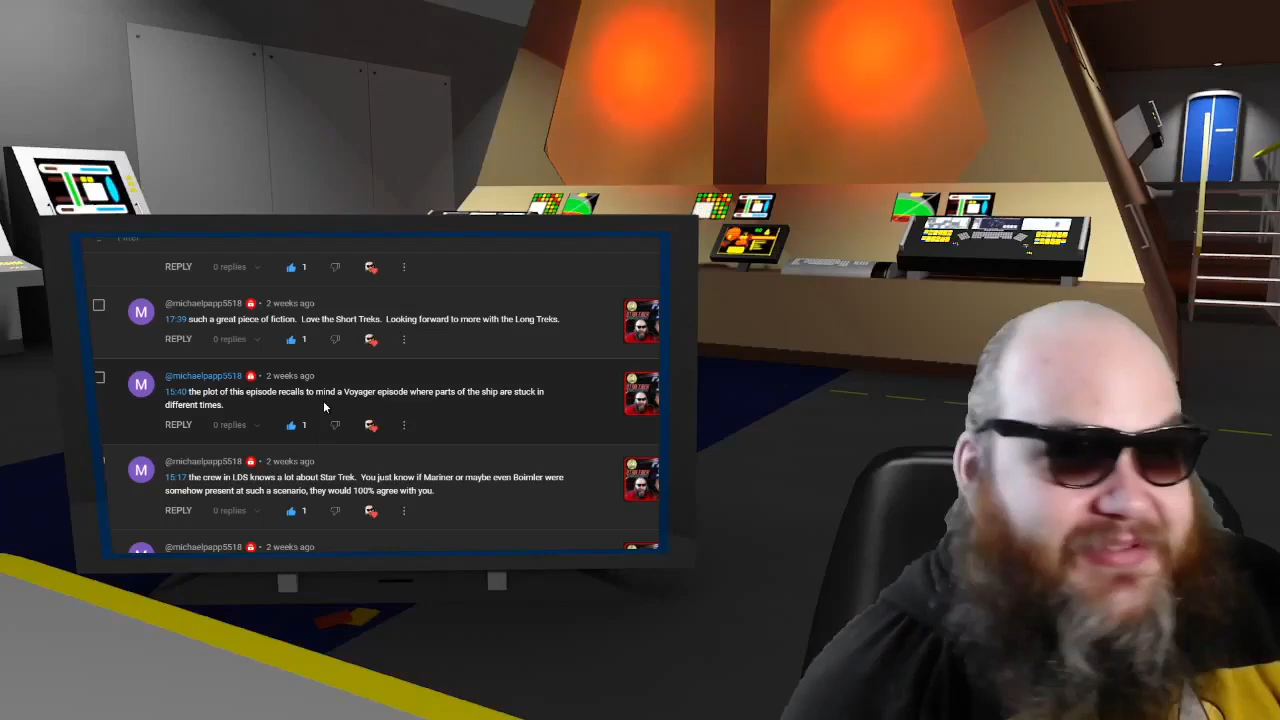 Filter
REPLY 0 replies 1
@michaelpapp5518 • 2 weeks ago
17:39 such a great piece of fiction. Love the Short Treks. Looking forward to more with the Long Treks.
REPLY 0 replies 1
@michaelpapp5518 • 2 weeks ago
15:40 the plot of this episode recalls to mind a Voyager episode where parts of the ship are stuck in
different times.
REPLY 0 replies 1
@michaelpapp5518 • 2 weeks ago
15:17 the crew in LDS knows a lot about Star Trek. You just know if Mariner or maybe even Boimler were
somehow present at such a scenario, they would 100% agree with you.
REPLY 0 replies 1
@michaelpapp5518 • 2 weeks ago
M
M
M
M